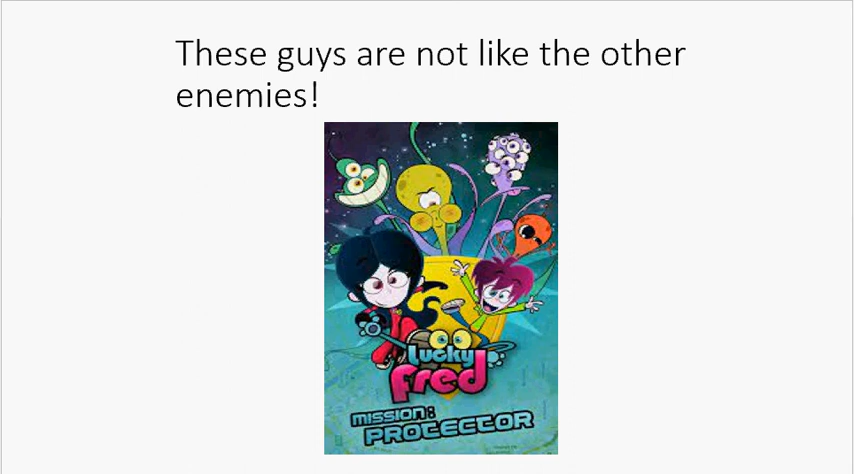 These guys are not like the other
enemies!
Lucky
Fred
MISSION:
PROTECTOR